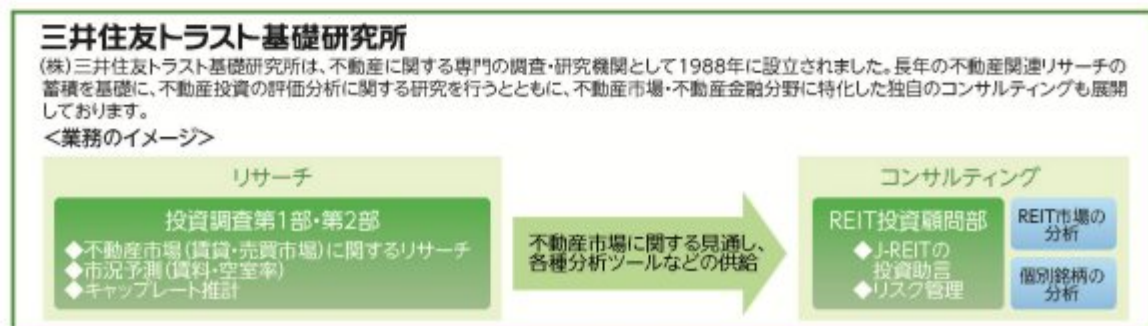 三井住友トラスト基礎研究所
(株)三井住友トラスト基礎研究所は、不動産に関する専門の調査・研究機関として1988年に設立されました。長年の不動産関連リサーチの
蓄積を基礎に、不動産投資の評価分析に関する研究を行うとともに、不動産市場・不動産金融分野に特化した独自のコンサルティングも展開
しております。
<業務のイメージ>
リサーチ
投資調査第1部・第2部
◆不動産市場(賃貸・売買市場)に関するリサーチ
◆市況予測(賃料・空室率)
◆キャップレート推計
不動産市場に関する見通し、
各種分析ツールなどの供給
コンサルティング
REIT投資顧問部
◆J-REITの
投資助言
◆リスク管理
REIT市場の
分析
個別銘柄の
分析